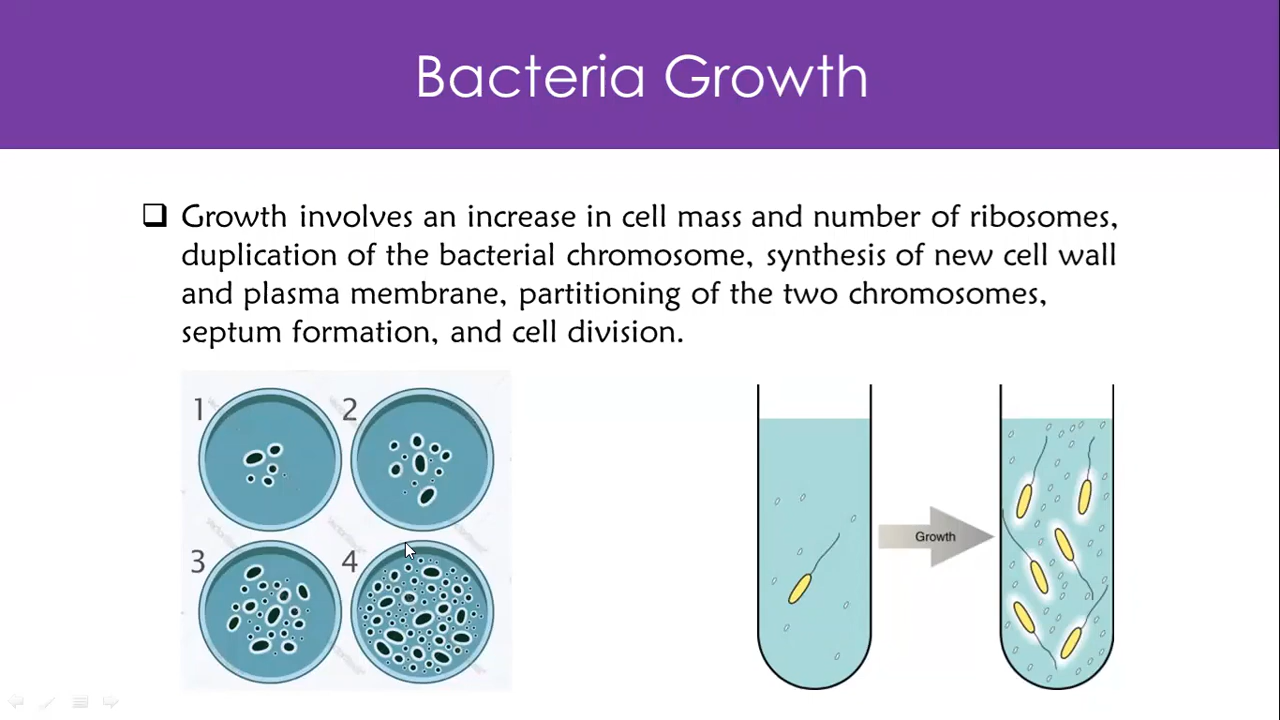 Bacteria Growth
Growth involves an increase in cell mass and number of ribosomes,
duplication of the bacterial chromosome, synthesis of new cell wall
and plasma membrane, partitioning of the two chromosomes,
septum formation, and cell division.
1
2
3
4
Growth